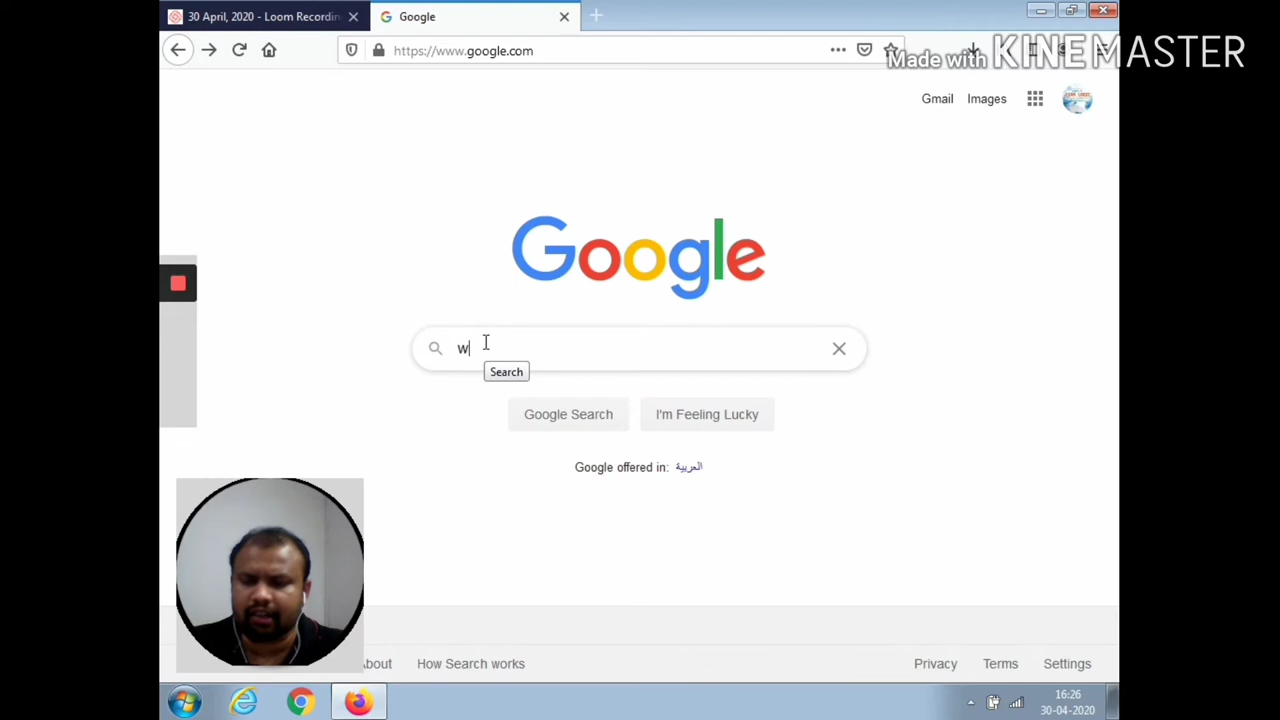 30 April, 2020 - Loom Recordin
Google
https://www.google.com
Made with KINEMASTER
Gmail
Images
Google
w
Search
Google Search
I'm Feeling Lucky
Google offered in: العربية
bout
How Search works
Privacy
Terms
Settings
16:26
30-04-2020